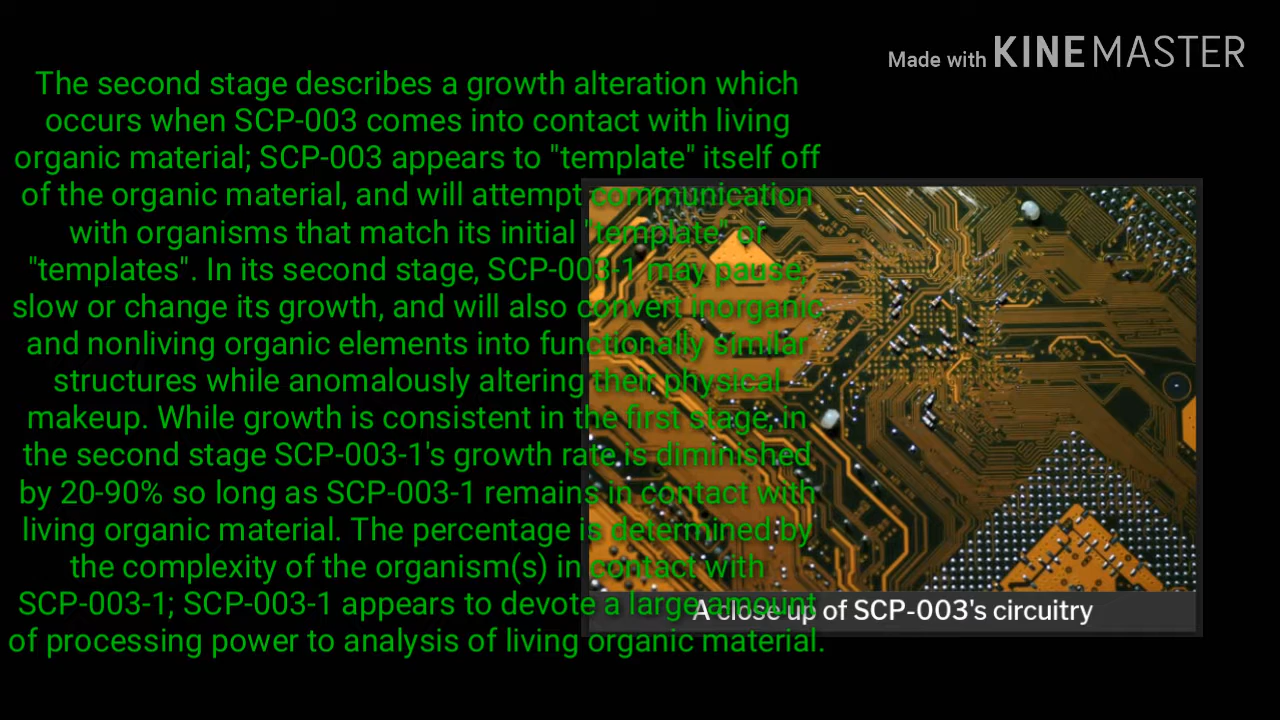 Made with KINEMASTER
The second stage describes a growth alteration which
occurs when SCP-003 comes into contact with living
organic material; SCP-003 appears to "template" itself off
of the organic material, and will attempt communication
with organisms that match its initial "template" or
"templates". In its second stage, SCP-003-1 may pause,
slow or change its growth, and will also convert inorganic
and nonliving organic elements into functionally similar
structures while anomalously altering their physical
makeup. While growth is consistent in the first stage, in
the second stage SCP-003-1's growth rate is diminished
by 20-90% so long as SCP-003-1 remains in contact with
living organic material. The percentage is determined by
the complexity of the organism(s) in contact with
SCP-003-1; SCP-003-1 appears to devote a large amount
of processing power to analysis of living organic material.
A close up of SCP-003's circuitry